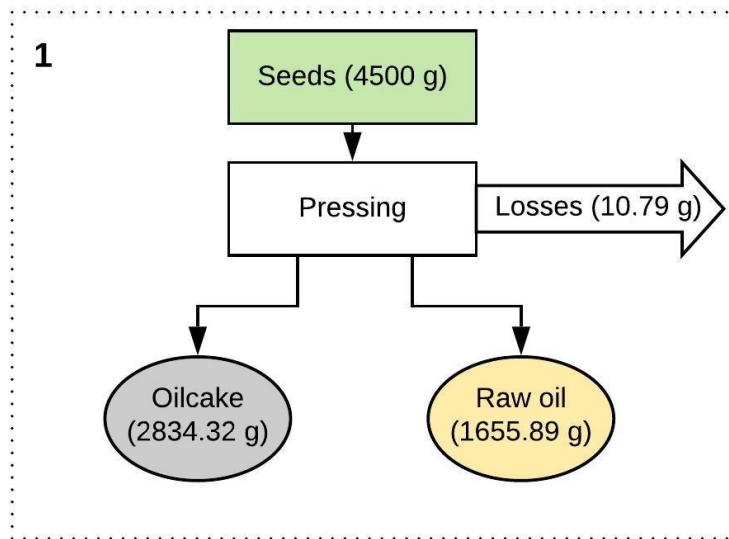 1
Seeds (4500 g)
Pressing
Losses (10.79 g)
Oilcake
(2834.32 g)
Raw oil
(1655.89 g)